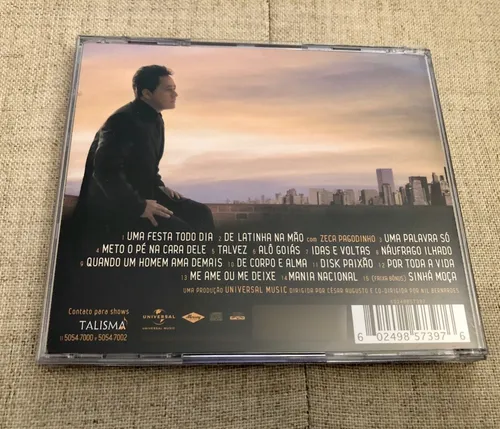 1 UMA FESTA TODO DIA 2 DE LATINHA NA MÃO com ZECA PAGODINHO 3 UMA PALAVRA SÓ
4 METO O PÉ NA CARA DELE 5 TALVEZ 6 ALÔ GOIÁS 7 IDAS E VOLTAS 8 NÁUFRAGO ILHADO
9 QUANDO UM HOMEM AMA DEMAIS 10 DE CORPO E ALMA 11 DISK PAIXÃO 12 POR TODA A VIDA
13 ME AME OU ME DEIXE 14 MANIA NACIONAL 15 (FAIXA BÔNUS) SINHÁ MOÇA
UMA PRODUÇÃO UNIVERSAL MUSIC DIRIGIDA POR CÉSAR AUGUSTO E CO-DIRIGIDA POR
Contato para shows
TALISMÃ
11 5054.7000 / 5054.7002
UNIVERSAL
UNIVERSAL MUSIC
6 02498 57397 6